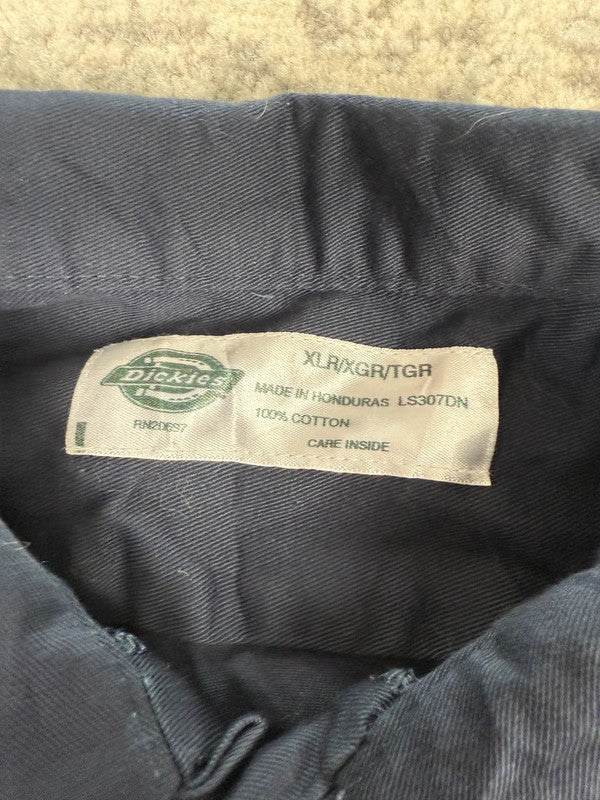 Dickies
RN20697
XLR/XGR/TGR
MADE IN HONDURAS LS307DN
100% COTTON
CARE INSIDE